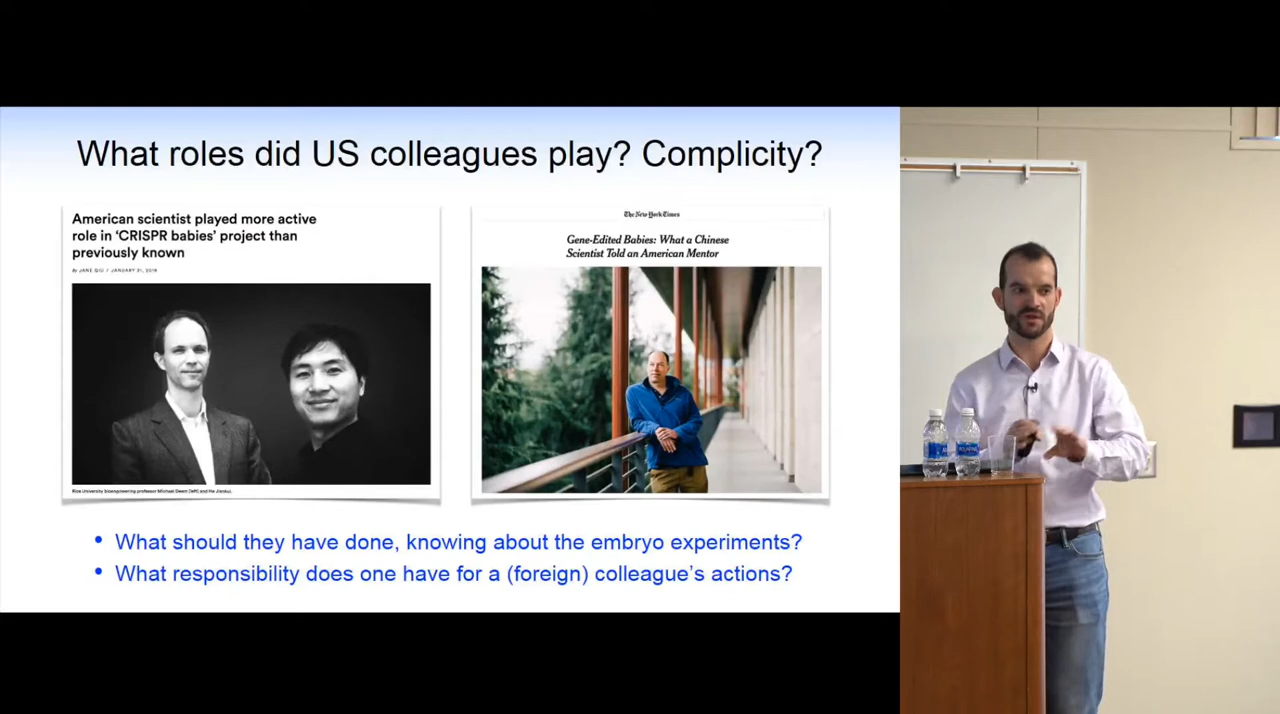 What roles did US colleagues play? Complicity?
American scientist played more active
role in ‘CRISPR babies’ project than
previously known
By JANE QIU / JANUARY 31, 2019
Rice University bioengineering professor Michael Deem (left) and He Jiankui.
The New York Times
Gene-Edited Babies: What a Chinese
Scientist Told an American Mentor
• What should they have done, knowing about the embryo experiments?
• What responsibility does one have for a (foreign) colleague’s actions?